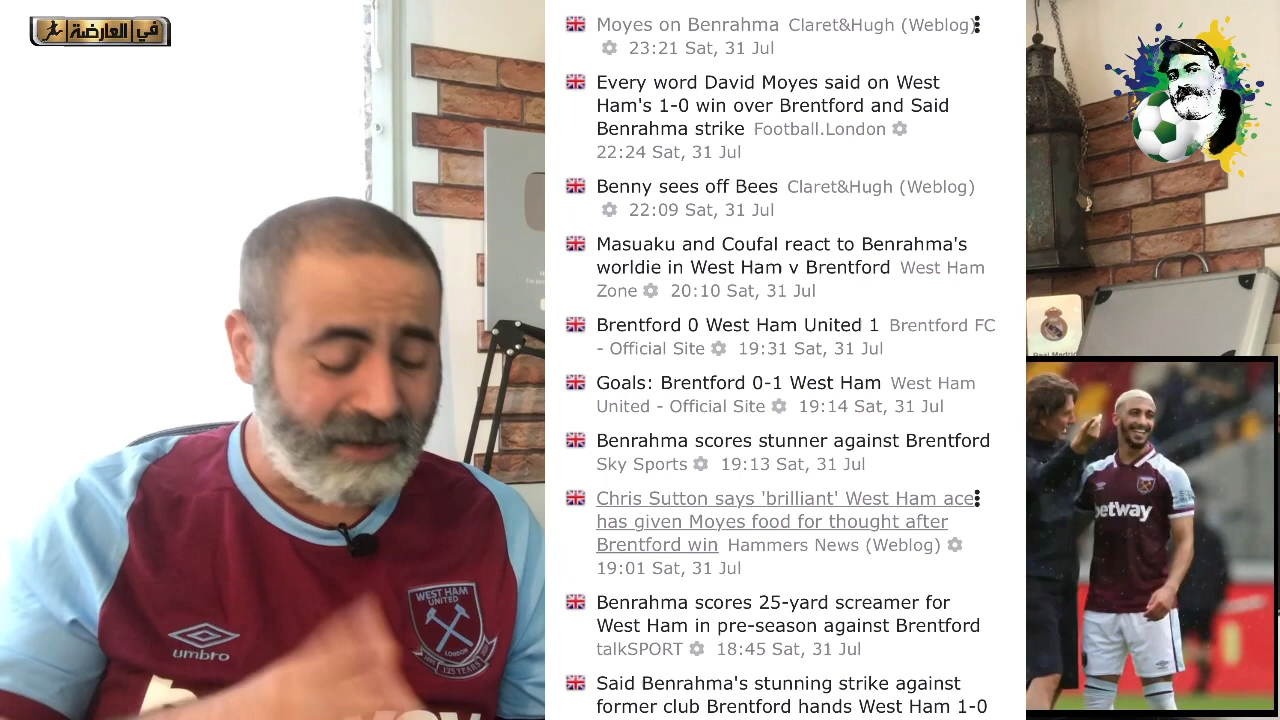 في العارضة
Moyes on Benrahma Claret&Hugh (Weblog)
23:21 Sat, 31 Jul
Every word David Moyes said on West
Ham's 1-0 win over Brentford and Said
Benrahma strike Football.London
22:24 Sat, 31 Jul
Benny sees off Bees Claret&Hugh (Weblog)
22:09 Sat, 31 Jul
Masuaku and Coufal react to Benrahma's
worldie in West Ham v Brentford West Ham
Zone 20:10 Sat, 31 Jul
Brentford 0 West Ham United 1 Brentford FC
- Official Site 19:31 Sat, 31 Jul
Goals: Brentford 0-1 West Ham West Ham
United - Official Site 19:14 Sat, 31 Jul
Benrahma scores stunner against Brentford
Sky Sports 19:13 Sat, 31 Jul
Chris Sutton says 'brilliant' West Ham ace
has given Moyes food for thought after
Brentford win Hammers News (Weblog)
19:01 Sat, 31 Jul
Benrahma scores 25-yard screamer for
West Ham in pre-season against Brentford
talkSPORT 18:45 Sat, 31 Jul
Said Benrahma's stunning strike against
former club Brentford hands West Ham 1-0
umbro
WEST HAM
UNITED
LONDON
125 YEARS
Real Madrid
betway